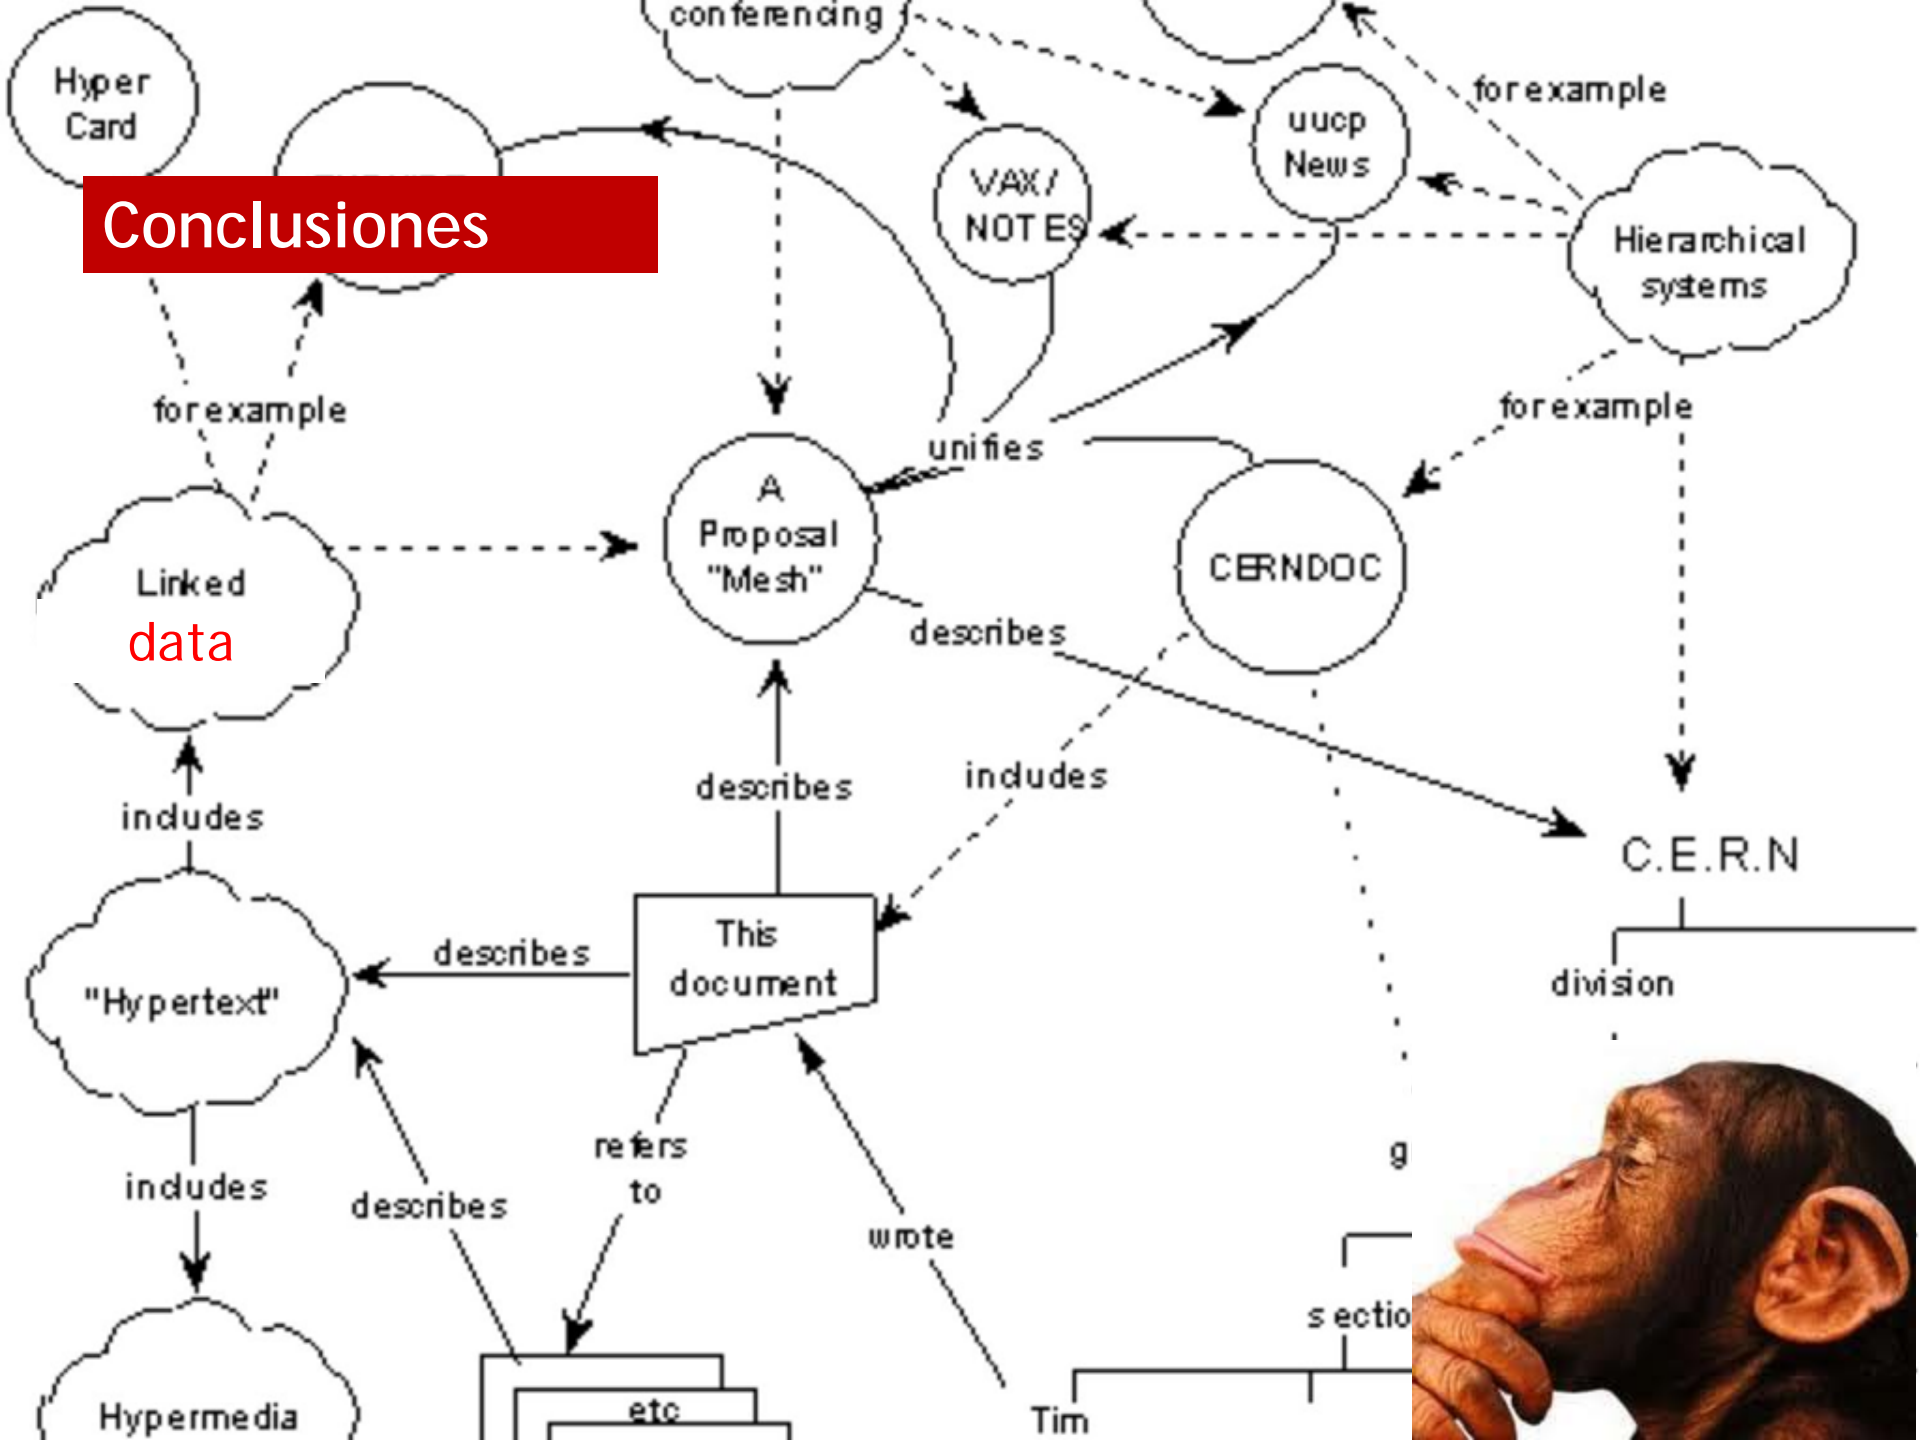 conferencing
Hyper
Card
for example
uucp
News
VAX/
NOTES
Conclusiones
Hierarchical
systems
for example
for example
unifies
A
Proposal
"Mesh"
CERNDOC
Linked
data
describes
includes
describes
includes
C.E.R.N
This
document
describes
division
"Hypertext"
refers
to
g
includes
describes
wrote
sectio
etc
Hypermedia
Tim